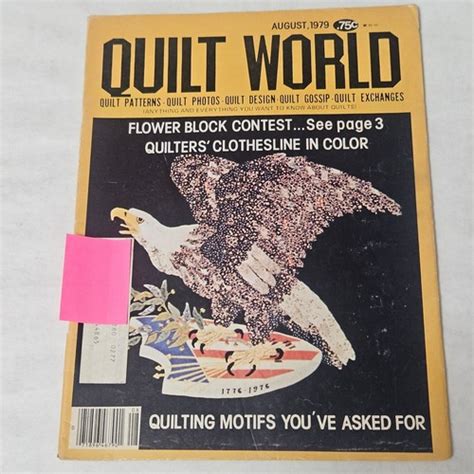 AUGUST, 1979 .75¢
QUILT WORLD
QUILT PATTERNS · QUILT PHOTOS · QUILT DESIGN · QUILT GOSSIP · QUILT EXCHANGES
(ANYTHING AND EVERYTHING YOU WANT TO KNOW ABOUT QUILTS)
FLOWER BLOCK CONTEST...See page 3
QUILTERS' CLOTHESLINE IN COLOR
1776-1976
08
QUILTING MOTIFS YOU'VE ASKED FOR